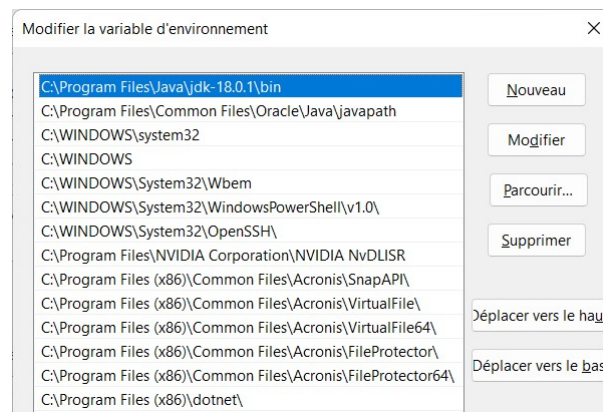 Modifier la variable d'environnement
C:\Program Files\Java\jdk-18.0.1\bin
C:\Program Files\Common Files\Oracle\Java\javapath
C:\WINDOWS\system32
C:\WINDOWS
C:\WINDOWS\System32\Wbem
C:\WINDOWS\System32\WindowsPowerShell\v1.0\
C:\WINDOWS\System32\OpenSSH\
C:\Program Files\NVIDIA Corporation\NVIDIA NvDLISR
C:\Program Files (x86)\Common Files\Acronis\SnapAPI\
C:\Program Files (x86)\Common Files\Acronis\VirtualFile\
C:\Program Files (x86)\Common Files\Acronis\VirtualFile64\
C:\Program Files (x86)\Common Files\Acronis\FileProtector\
C:\Program Files (x86)\Common Files\Acronis\FileProtector64\
C:\Program Files (x86)\dotnet\
Nouveau
Modifier
Parcourir...
Supprimer
Déplacer vers le hau
Déplacer vers le bas